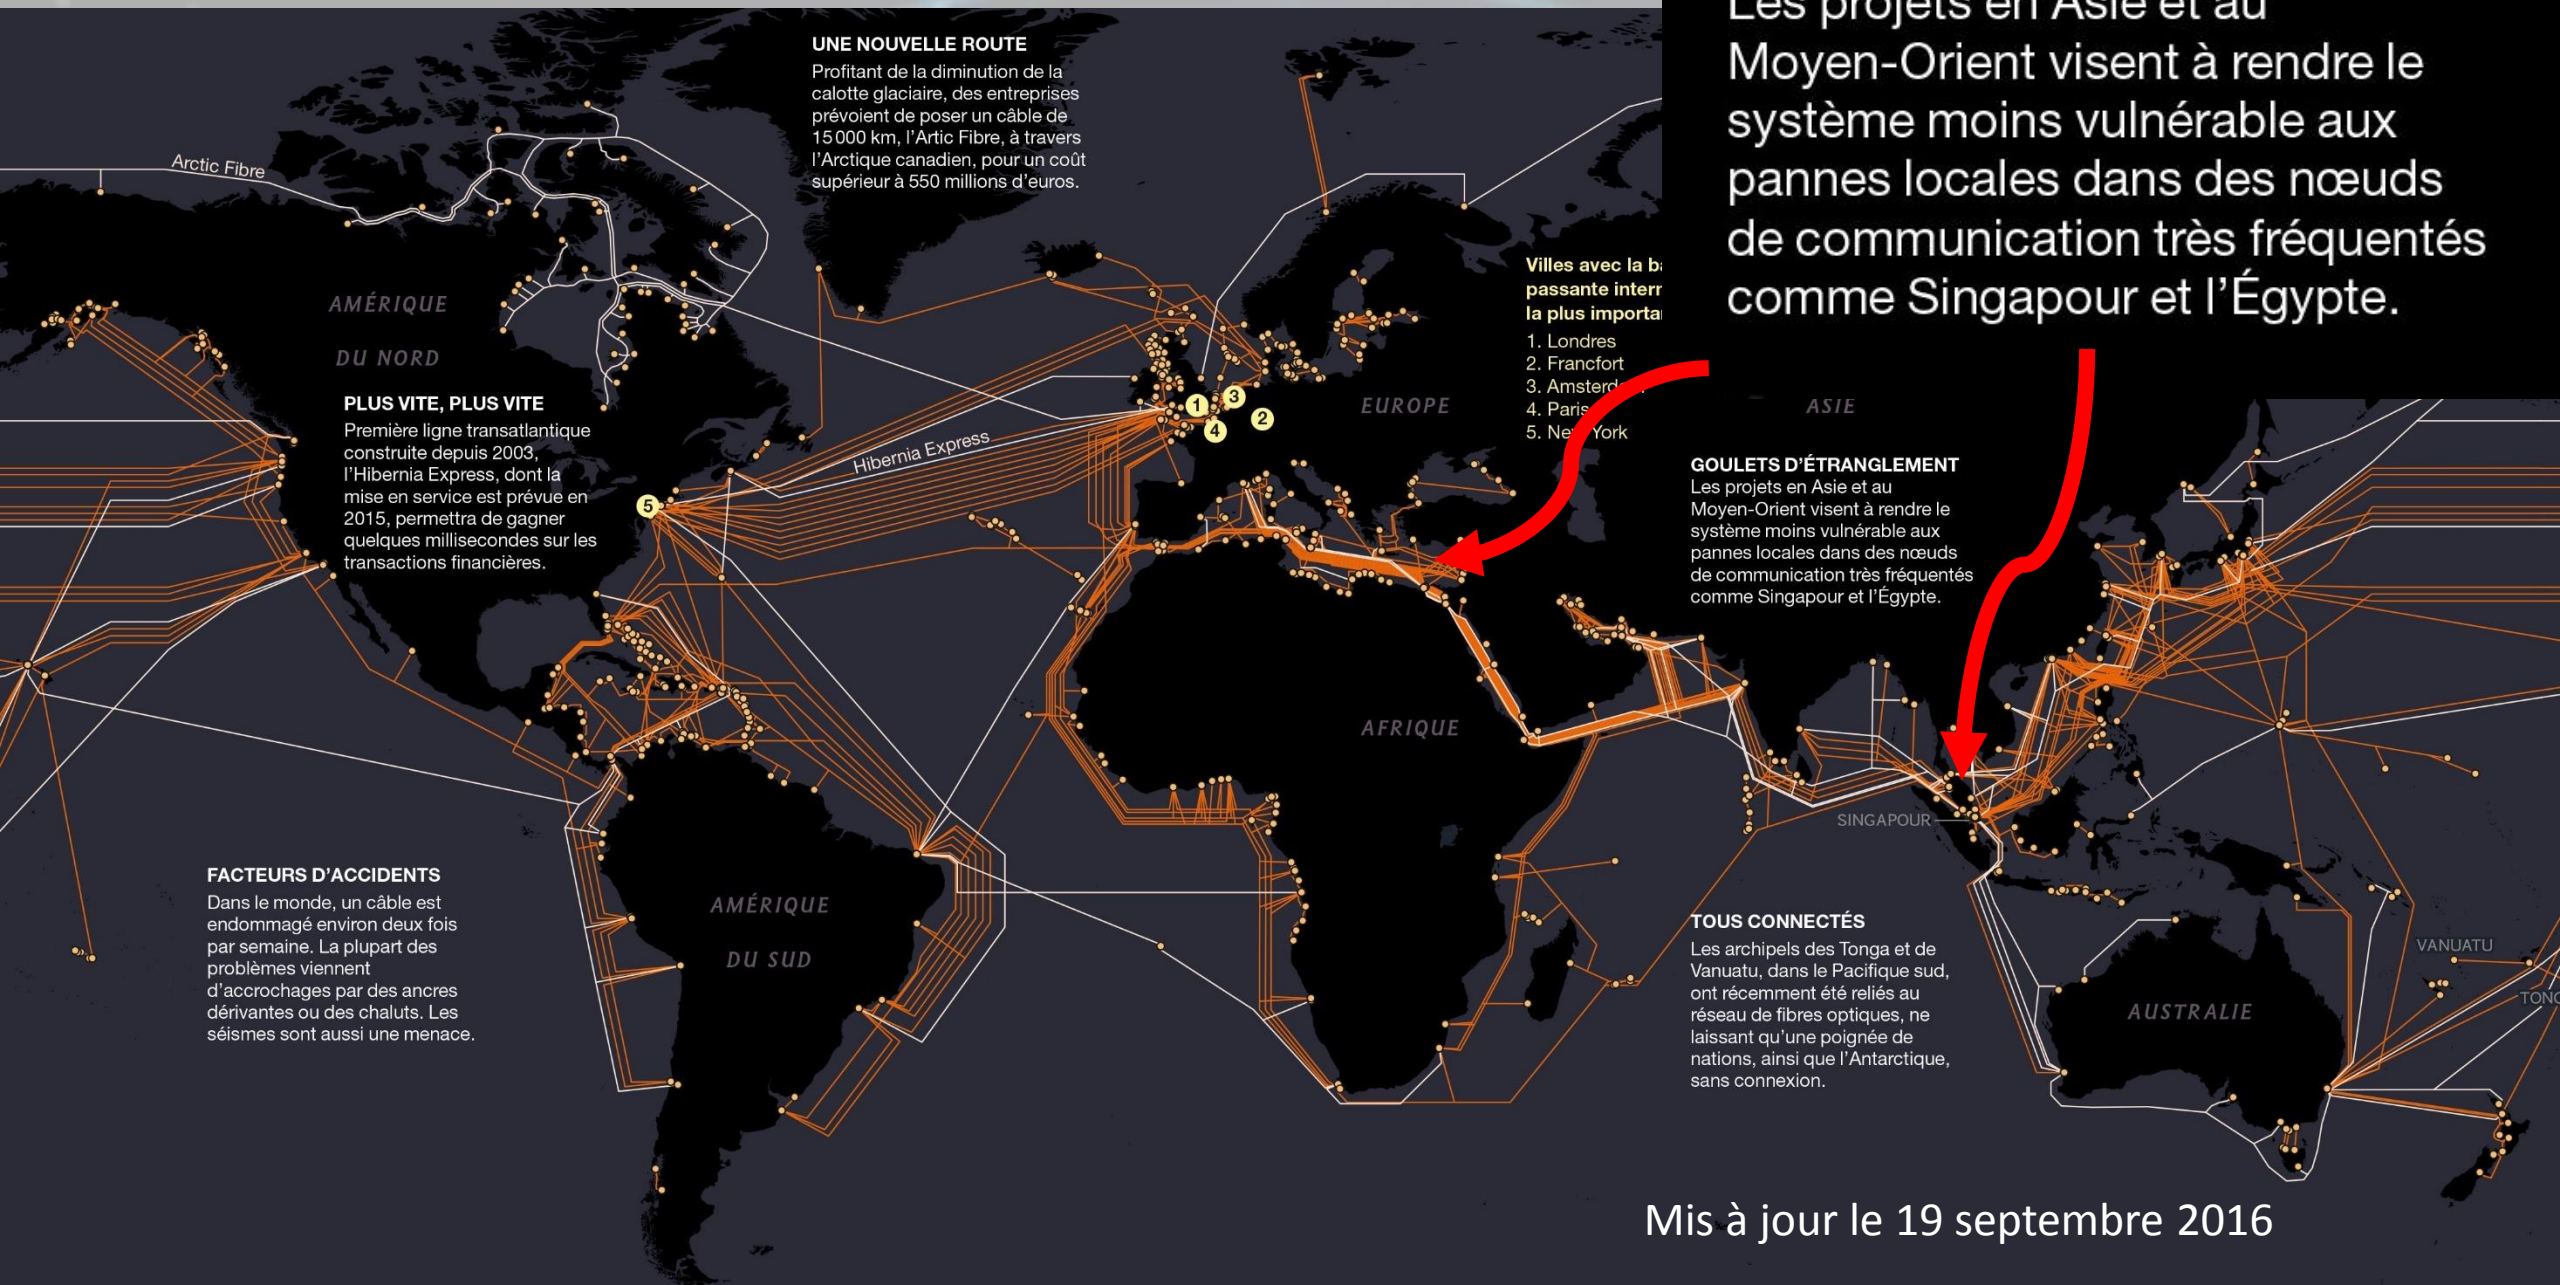 Les projets en Asie et au
Moyen-Orient visent à rendre le
système moins vulnérable aux
pannes locales dans des nœuds
de communication très fréquentés
comme Singapour et l'Égypte.
UNE NOUVELLE ROUTE
Profitant de la diminution de la
calotte glaciaire, des entreprises
prévoient de poser un câble de
15 000 km, l'Artic Fibre, à travers
l'Arctique canadien, pour un coût
supérieur à 550 millions d'euros.
Arctic Fibre
AMÉRIQUE
DU NORD
Villes avec la
passante
la plus
1. Londres
2. Francfort
3.
4. Paris
5. New York
EUROPE
ASIE
1
2
3
4
5
PLUS VITE, PLUS VITE
Première ligne transatlantique
construite depuis 2003,
l'Hibernia Express, dont la
mise en service est prévue en
2015, permettra de gagner
quelques millisecondes sur les
transactions financières.
Hibernia Express
GOULETS D'ÉTRANGLEMENT
Les projets en Asie et au
Moyen-Orient visent à rendre le
système moins vulnérable aux
pannes locales dans des nœuds
de communication très fréquentés
comme Singapour et l'Égypte.
AFRIQUE
SINGAPOUR
FACTEURS D'ACCIDENTS
Dans le monde, un câble est
endommagé environ deux fois
par semaine. La plupart des
problèmes viennent
d'accrochages par des ancres
dérivantes ou des chaluts. Les
séismes sont aussi une menace.
AMÉRIQUE
DU SUD
TOUS CONNECTÉS
Les archipels des Tonga et de
Vanuatu, dans le Pacifique sud,
ont récemment été reliés au
réseau de fibres optiques, ne
laissant qu'une poignée de
nations, ainsi que l'Antarctique,
sans connexion.
VANUATU
AUSTRALIE
Mis à jour le 19 septembre 2016